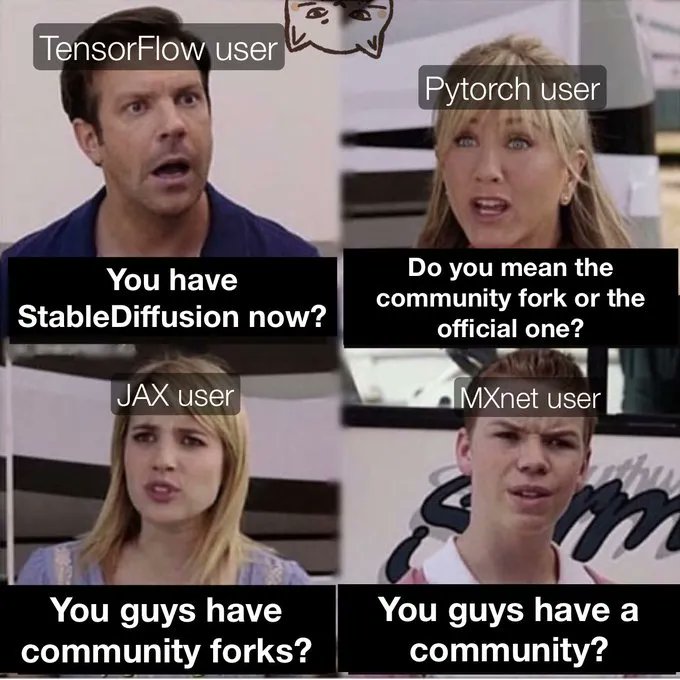 TensorFlow user
You have
StableDiffusion now?
Pytorch user
Do you mean the
community fork or the
official one?
JAX user
You guys have
community forks?
MXnet user
You guys have a
community?